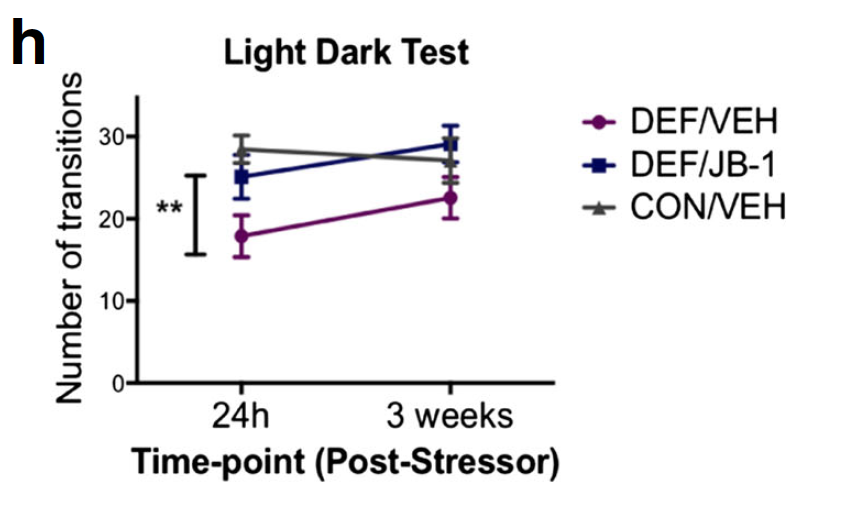 h
Light Dark Test
Number of transitions
30
20
10
0
**
24h
3 weeks
Time-point (Post-Stressor)
DEF/VEH
DEF/JB-1
CON/VEH